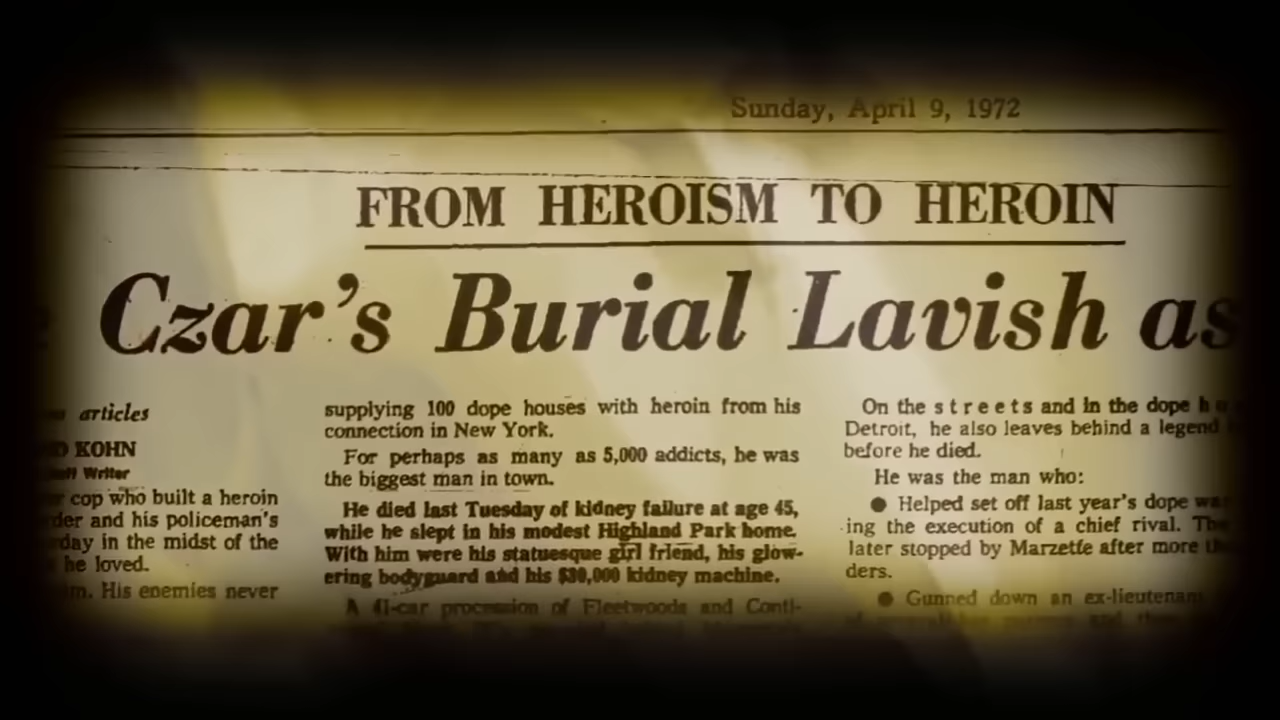 Sunday, April 9, 1972
FROM HEROISM TO HEROIN
Czar's Burial Lavish as
articles
KOHN
Staff Writer
cop who built a heroin
and his policeman's
in the midst of the
he loved.
His enemies never
supplying 100 dope houses with heroin from his
connection in New York.
For perhaps as many as 5,000 addicts, he was
the biggest man in town.
He died last Tuesday of kidney failure at age 45,
while he slept in his modest Highland Park home.
With him were his statuesque girl friend, his glow-
ering bodyguard and his $30,000 kidney machine.
A 41-car procession of Fleetwoods and Conti-
On the streets and in the dope
Detroit, he also leaves behind a legend
before he died.
He was the man who:
● Helped set off last year's dope
ing the execution of a chief rival.
later stopped by Marzette after more
ders.
● Gunned down an ex-lieutenant